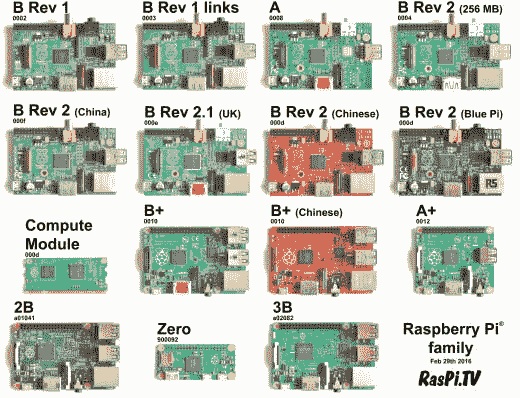 B Rev 1
0002
B Rev 1 links
0003
A
0008
B Rev 2 (256 MB)
0004
B Rev 2 (China)
000f
B Rev 2.1 (UK)
000e
B Rev 2 (Chinese)
000d
B Rev 2 (Blue Pi)
000d
RS
Compute
Module
000d
B+
0010
B+ (Chinese)
0010
A+
0012
2B
a01041
Zero
900092
3B
a02082
Raspberry Pi®
family
Feb 29th 2016
RasPi.TV